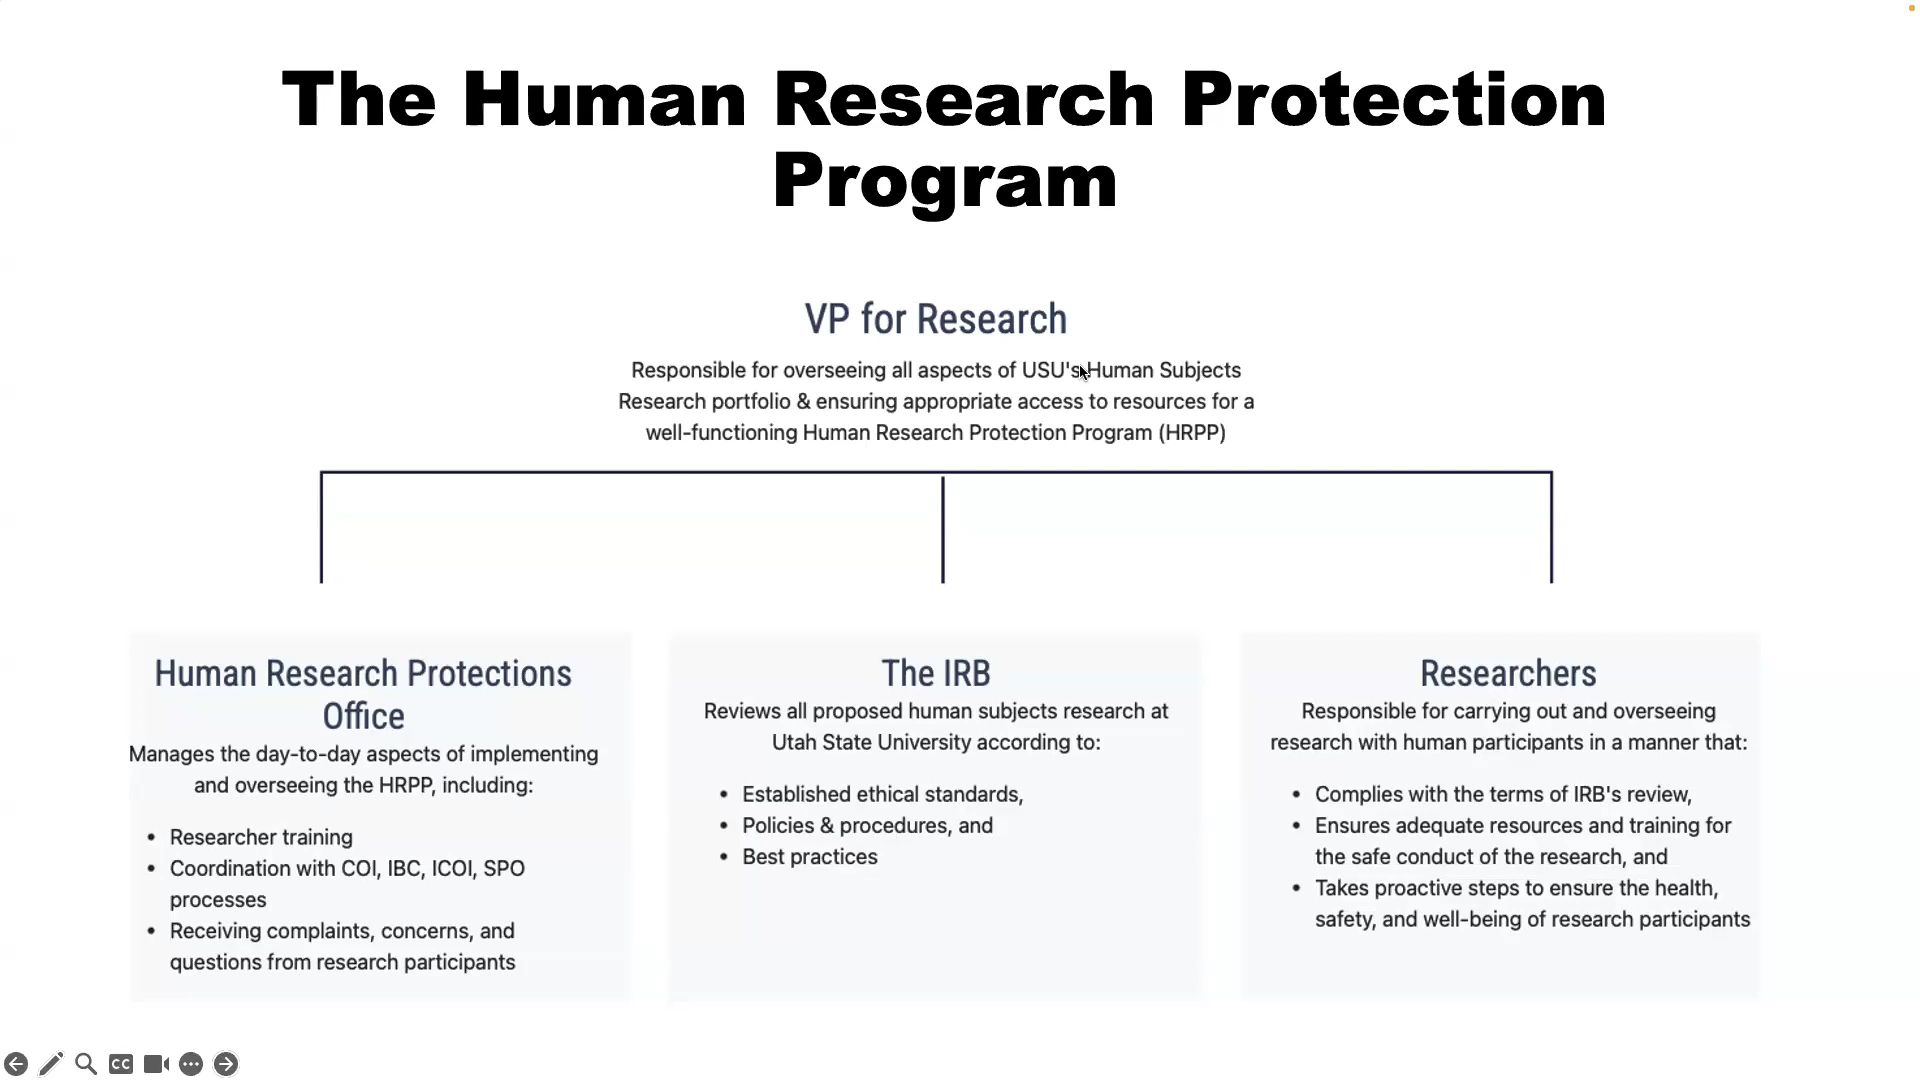 The Human Research Protection
Program
VP for Research
Responsible for overseeing all aspects of USU's Human Subjects
Research portfolio & ensuring appropriate access to resources for a
well-functioning Human Research Protection Program (HRPP)
Human Research Protections
Office
Manages the day-to-day aspects of implementing
and overseeing the HRPP, including:
• Researcher training
• Coordination with COI, IBC, ICOI, SPO
processes
• Receiving complaints, concerns, and
questions from research participants
The IRB
Reviews all proposed human subjects research at
Utah State University according to:
• Established ethical standards,
• Policies & procedures, and
• Best practices
Researchers
Responsible for carrying out and overseeing
research with human participants in a manner that:
• Complies with the terms of IRB's review,
• Ensures adequate resources and training for
the safe conduct of the research, and
• Takes proactive steps to ensure the health,
safety, and well-being of research participants
CC